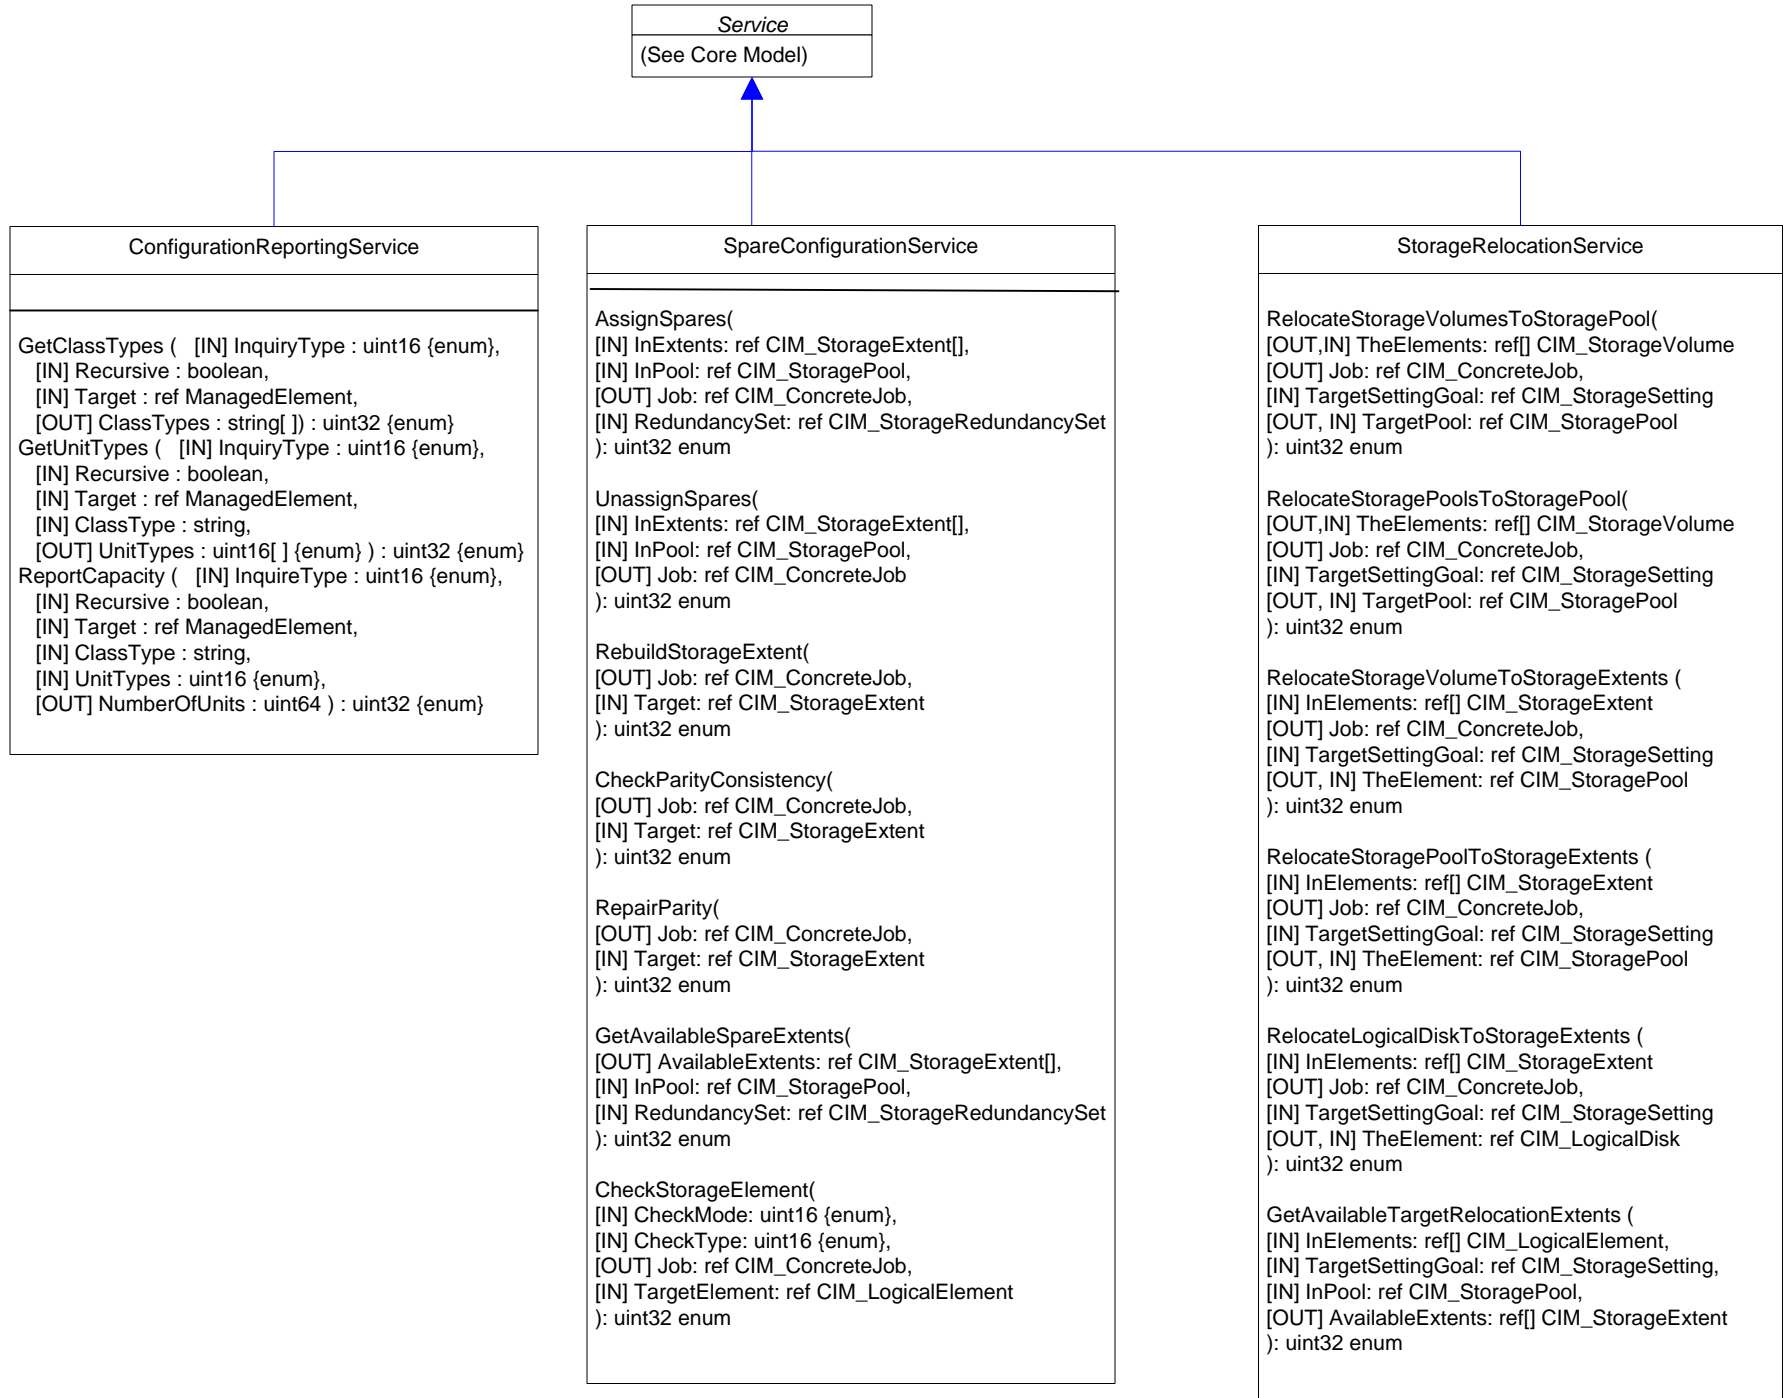 Service
(See Core Model)
ConfigurationReportingService
GetClassTypes (   [IN] InquiryType : uint16 {enum},
[IN] Recursive : boolean,
[IN] Target : ref ManagedElement,
[OUT] ClassTypes : string[ ]) : uint32 {enum}
GetUnitTypes (   [IN] InquiryType : uint16 {enum},
[IN] Recursive : boolean,
[IN] Target : ref ManagedElement,
[IN] ClassType : string,
[OUT] UnitTypes : uint16[ ] {enum} ) : uint32 {enum}
ReportCapacity (   [IN] InquireType : uint16 {enum},
[IN] Recursive : boolean,
[IN] Target : ref ManagedElement,
[IN] ClassType : string,
[IN] UnitTypes : uint16 {enum},
[OUT] NumberOfUnits : uint64 ) : uint32 {enum}
SpareConfigurationService
AssignSpares(
[IN] InExtents: ref CIM_StorageExtent[],
[IN] InPool: ref CIM_StoragePool,
[OUT] Job: ref CIM_ConcreteJob,
[IN] RedundancySet: ref CIM_StorageRedundancySet
): uint32 enum
UnassignSpares(
[IN] InExtents: ref CIM_StorageExtent[],
[IN] InPool: ref CIM_StoragePool,
[OUT] Job: ref CIM_ConcreteJob
): uint32 enum
RebuildStorageExtent(
[OUT] Job: ref CIM_ConcreteJob,
[IN] Target: ref CIM_StorageExtent
): uint32 enum
CheckParityConsistency(
[OUT] Job: ref CIM_ConcreteJob,
[IN] Target: ref CIM_StorageExtent
): uint32 enum
RepairParity(
[OUT] Job: ref CIM_ConcreteJob,
[IN] Target: ref CIM_StorageExtent
): uint32 enum
GetAvailableSpareExtents(
[OUT] AvailableExtents: ref CIM_StorageExtent[],
[IN] InPool: ref CIM_StoragePool,
[IN] RedundancySet: ref CIM_StorageRedundancySet
): uint32 enum
CheckStorageElement(
[IN] CheckMode: uint16 {enum},
[IN] CheckType: uint16 {enum},
[OUT] Job: ref CIM_ConcreteJob,
[IN] TargetElement: ref CIM_LogicalElement
): uint32 enum
StorageRelocationService
RelocateStorageVolumesToStoragePool(
[OUT,IN] TheElements: ref[] CIM_StorageVolume
[OUT] Job: ref CIM_ConcreteJob,
[IN] TargetSettingGoal: ref CIM_StorageSetting
[OUT, IN] TargetPool: ref CIM_StoragePool
): uint32 enum
RelocateStoragePoolsToStoragePool(
[OUT,IN] TheElements: ref[] CIM_StorageVolume
[OUT] Job: ref CIM_ConcreteJob,
[IN] TargetSettingGoal: ref CIM_StorageSetting
[OUT, IN] TargetPool: ref CIM_StoragePool
): uint32 enum
RelocateStorageVolumeToStorageExtents (
[IN] InElements: ref[] CIM_StorageExtent
[OUT] Job: ref CIM_ConcreteJob,
[IN] TargetSettingGoal: ref CIM_StorageSetting
[OUT, IN] TheElement: ref CIM_StoragePool
): uint32 enum
RelocateStoragePoolToStorageExtents (
[IN] InElements: ref[] CIM_StorageExtent
[OUT] Job: ref CIM_ConcreteJob,
[IN] TargetSettingGoal: ref CIM_StorageSetting
[OUT, IN] TheElement: ref CIM_StoragePool
): uint32 enum
RelocateLogicalDiskToStorageExtents (
[IN] InElements: ref[] CIM_StorageExtent
[OUT] Job: ref CIM_ConcreteJob,
[IN] TargetSettingGoal: ref CIM_StorageSetting
[OUT, IN] TheElement: ref CIM_LogicalDisk
): uint32 enum
GetAvailableTargetRelocationExtents (
[IN] InElements: ref[] CIM_LogicalElement,
[IN] TargetSettingGoal: ref CIM_StorageSetting,
[IN] InPool: ref CIM_StoragePool,
[OUT] AvailableExtents: ref[] CIM_StorageExtent
): uint32 enum